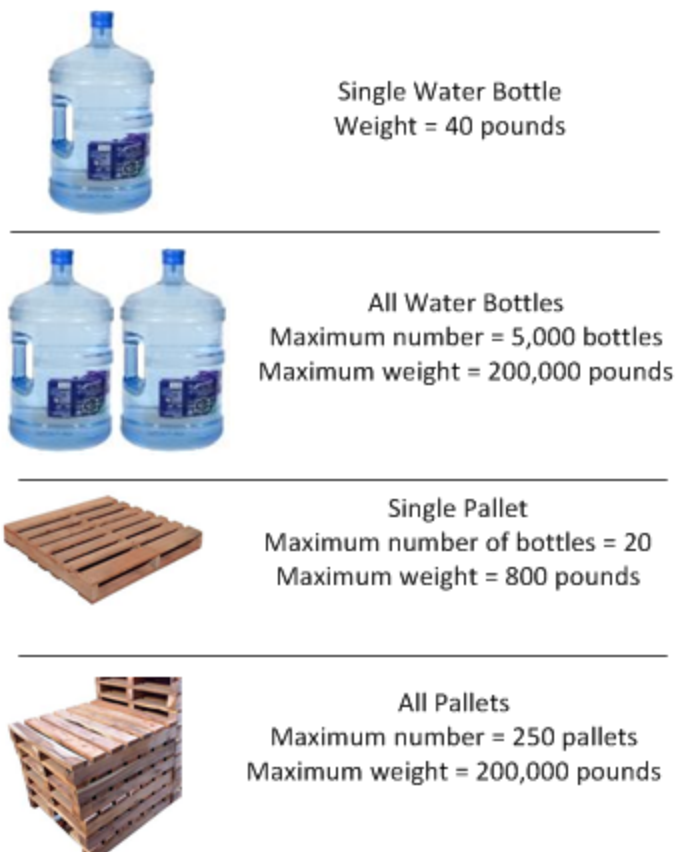 Single Water Bottle
Weight = 40 pounds
All Water Bottles
Maximum number = 5,000 bottles
Maximum weight = 200,000 pounds
Single Pallet
Maximum number of bottles = 20
Maximum weight = 800 pounds
All Pallets
Maximum number = 250 pallets
Maximum weight = 200,000 pounds